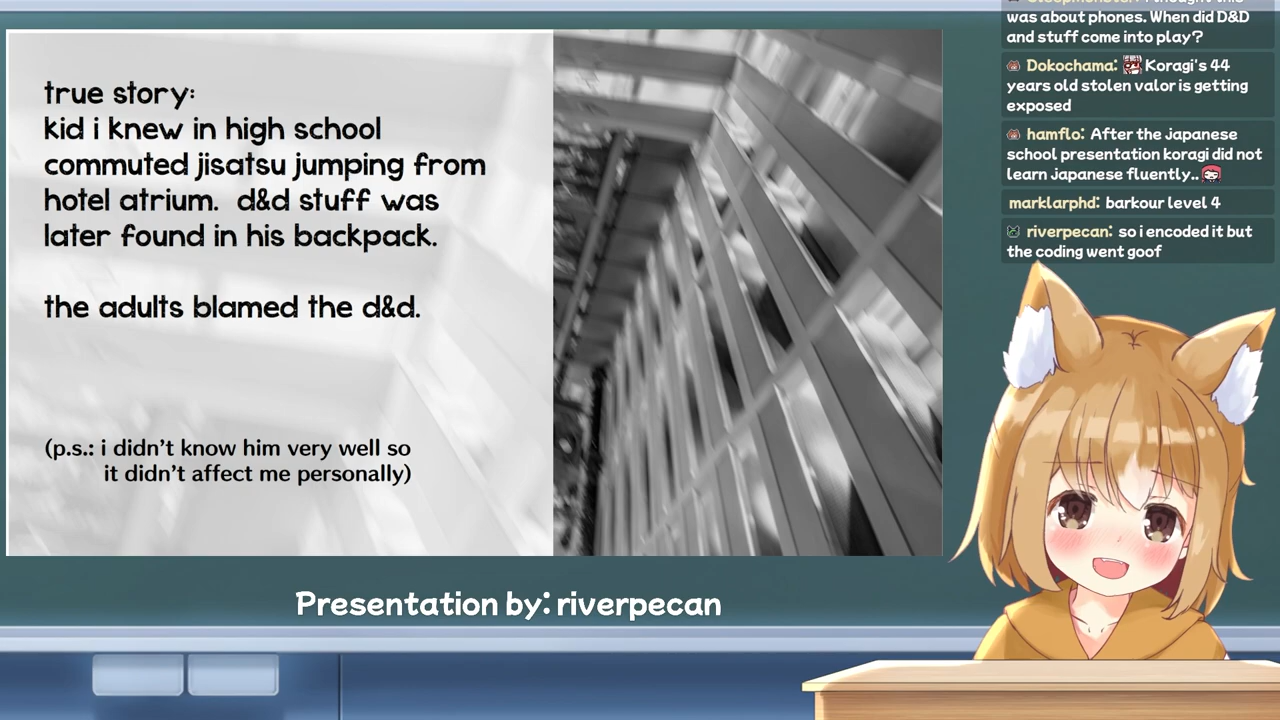 true story:
kid i knew in high school
commuted jisatsu jumping from
hotel atrium. d&d stuff was
later found in his backpack.
the adults blamed the d&d.
(p.s.: i didn't know him very well so
it didn't affect me personally)
Presentation by: riverpecan
was about phones. When did D&D
and stuff come into play?
Dokochama: Koragi's 44
years old stolen valor is getting
exposed
hamflo: After the japanese
school presentation koragi did not
learn japanese fluently..
marklarphd: barkour level 4
riverpecan: so i encoded it but
the coding went goof